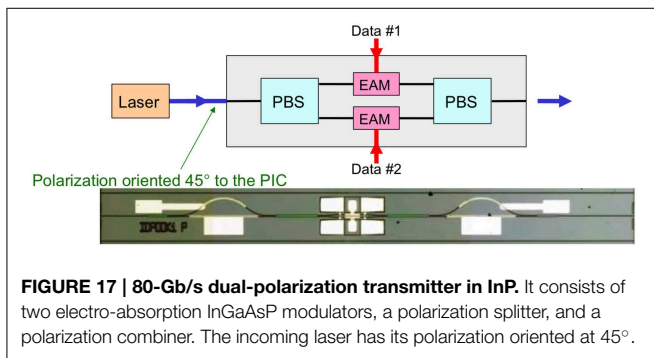 Data #1
EAM
Laser
PBS
PBS
EAM
Data #2
Polarization oriented 45° to the PIC
FIGURE 17 | 80-Gb/s dual-polarization transmitter in InP. It consists of
two electro-absorption InGaAsP modulators, a polarization splitter, and a
polarization combiner. The incoming laser has its polarization oriented at 45°.